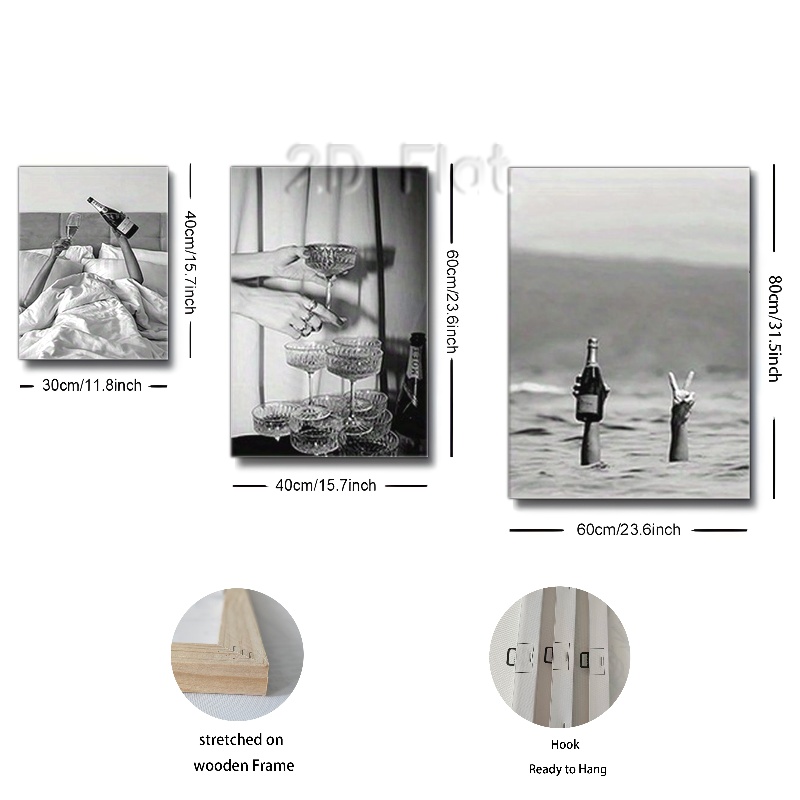 2D Flat
40cm/15.7inch
30cm/11.8inch
60cm/23.6inch
40cm/15.7inch
80cm/31.5inch
60cm/23.6inch
stretched on
wooden Frame
Hook
Ready to Hang